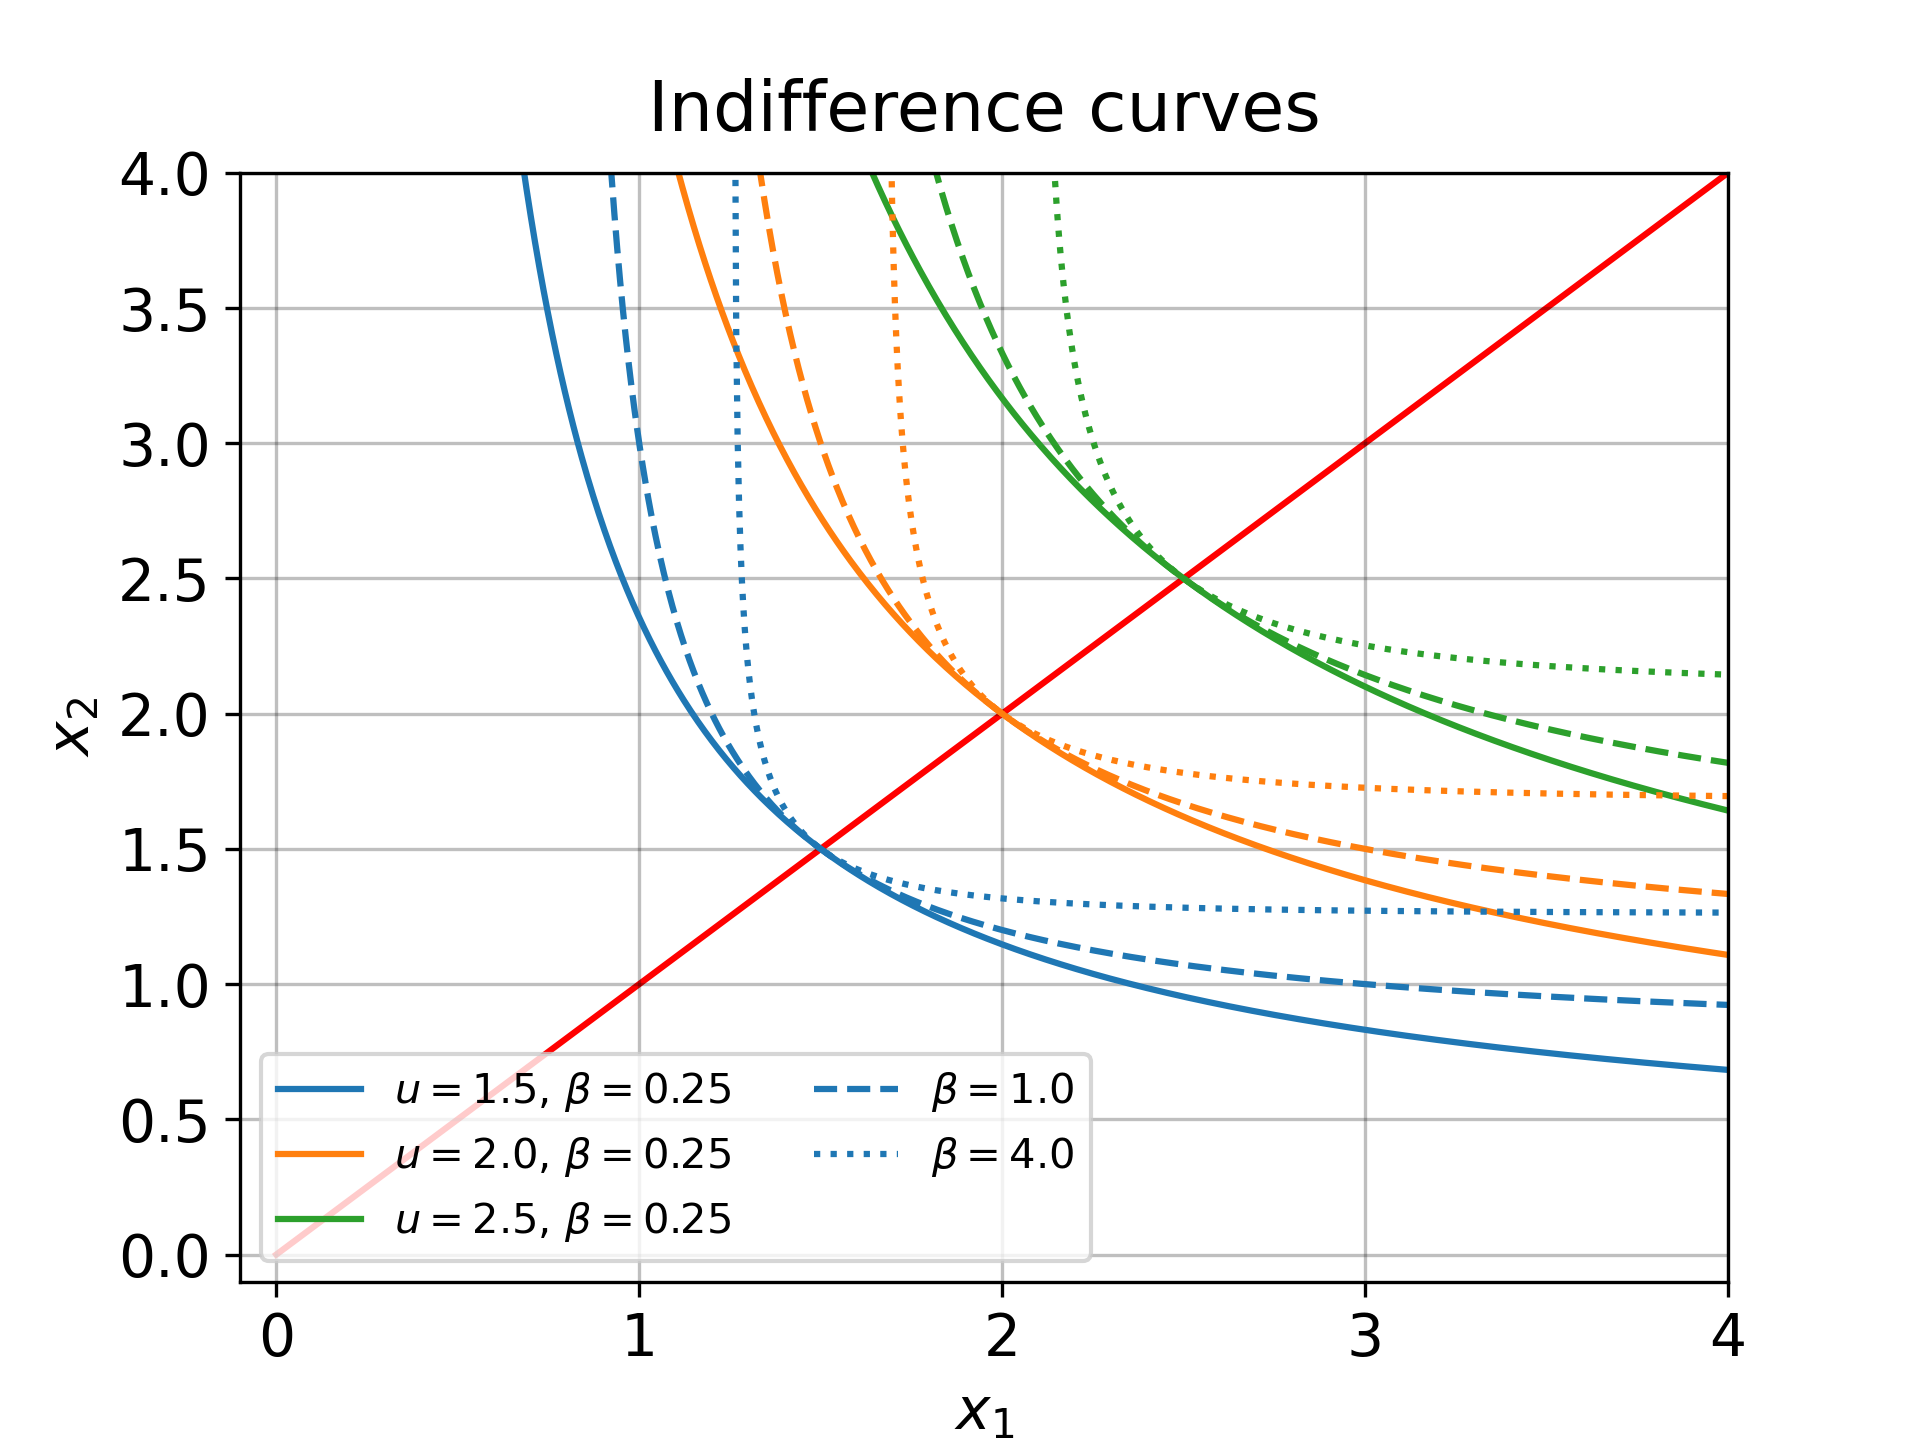 Indifference curves
4.0
3.5
3.0
2.5
2.0
1.5
1.0
0.5
0.0
x₂
u = 1.5, β = 0.25
u = 2.0, β = 0.25
u = 2.5, β = 0.25
β = 1.0
β = 4.0
0 1 2 3 4
x₁